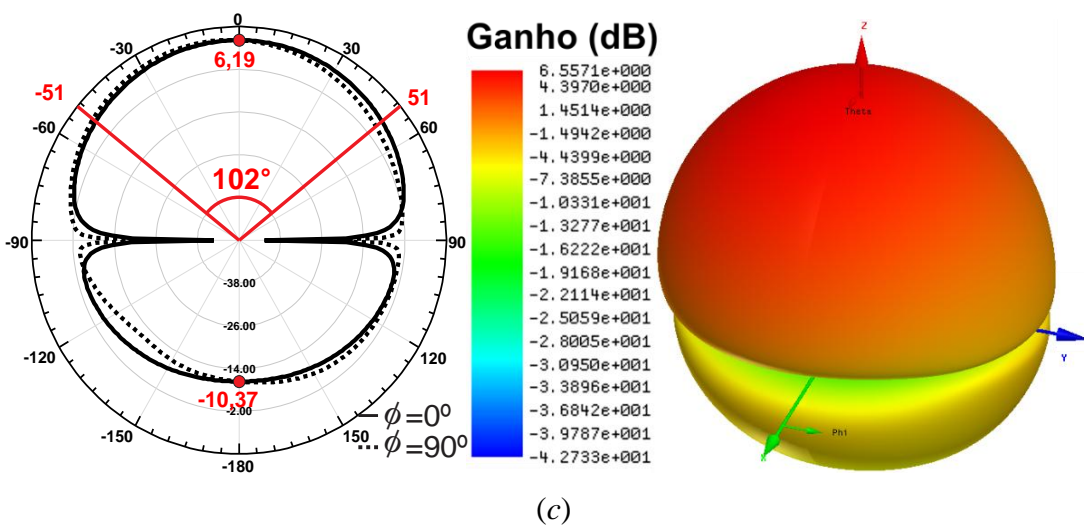 0
-30
30
6,19
-51
51
-60
60
102°
-90
90
-38.00
-26.00
-120
120
-14.00
-10,37
-2.00
-150
150
-180
ϕ=0º
ϕ=90º
Ganho (dB)
6.5571e+000
4.3970e+000
1.4514e+000
-1.4942e+000
-4.4399e+000
-7.3855e+000
-1.0331e+001
-1.3277e+001
-1.6222e+001
-1.9168e+001
-2.2114e+001
-2.5059e+001
-2.8005e+001
-3.0950e+001
-3.3896e+001
-3.6842e+001
-3.9787e+001
-4.2733e+001
Z
Theta
Y
Phi
X
(c)